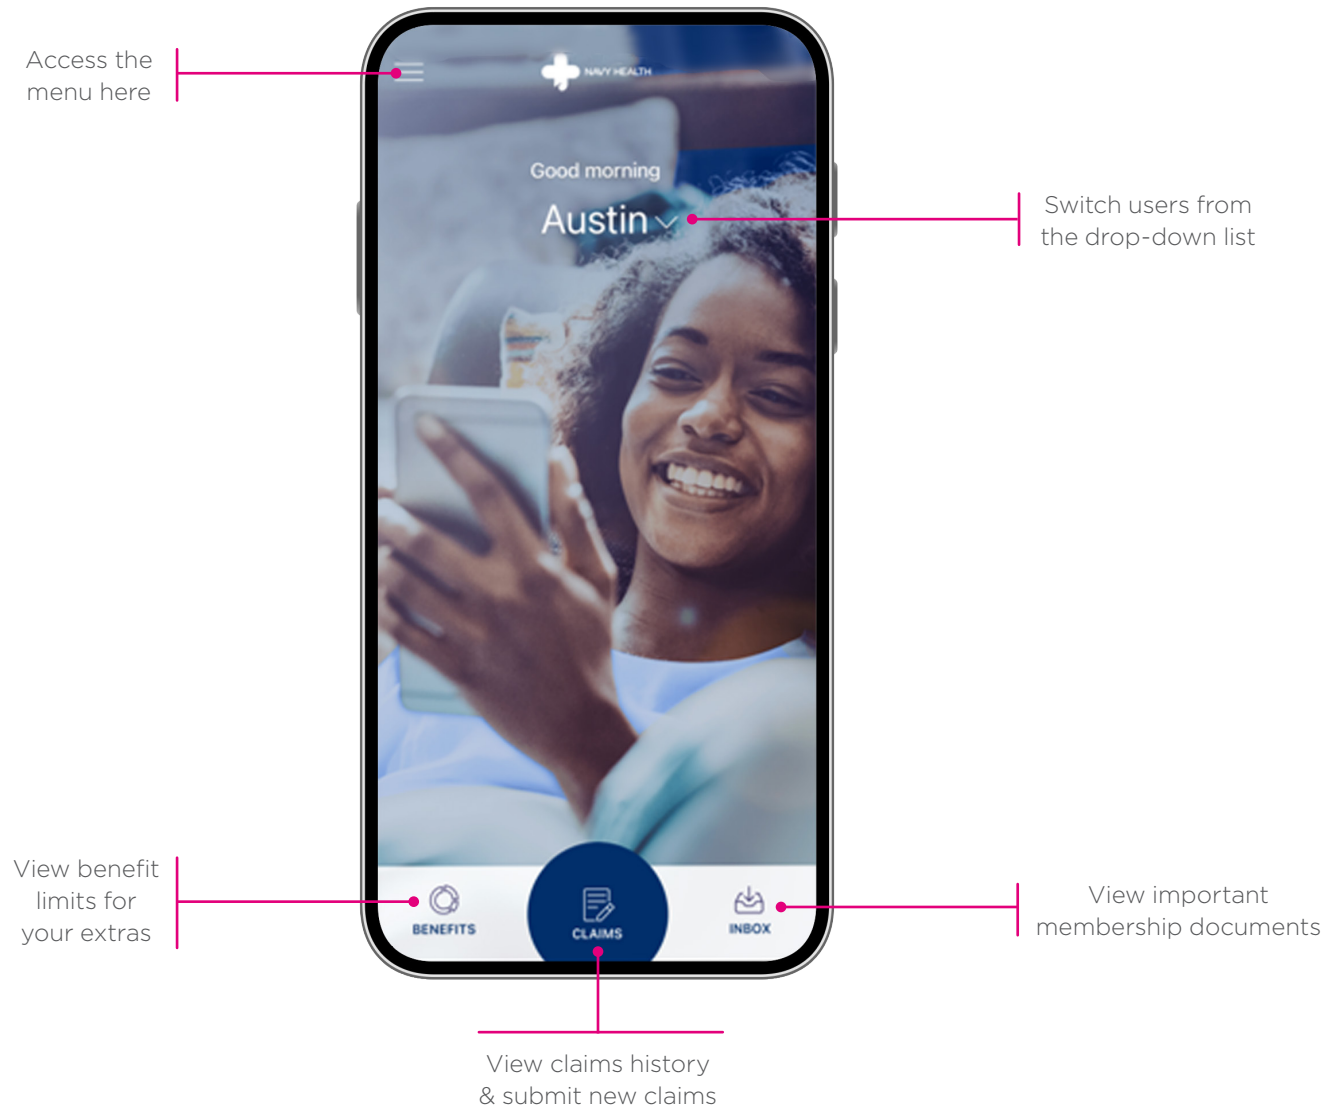 Access the
menu here
NAVY HEALTH
Good morning
Austin
Switch users from
the drop-down list
View benefit
limits for
your extras
BENEFITS
CLAIMS
INBOX
View important
membership documents
View claims history
& submit new claims